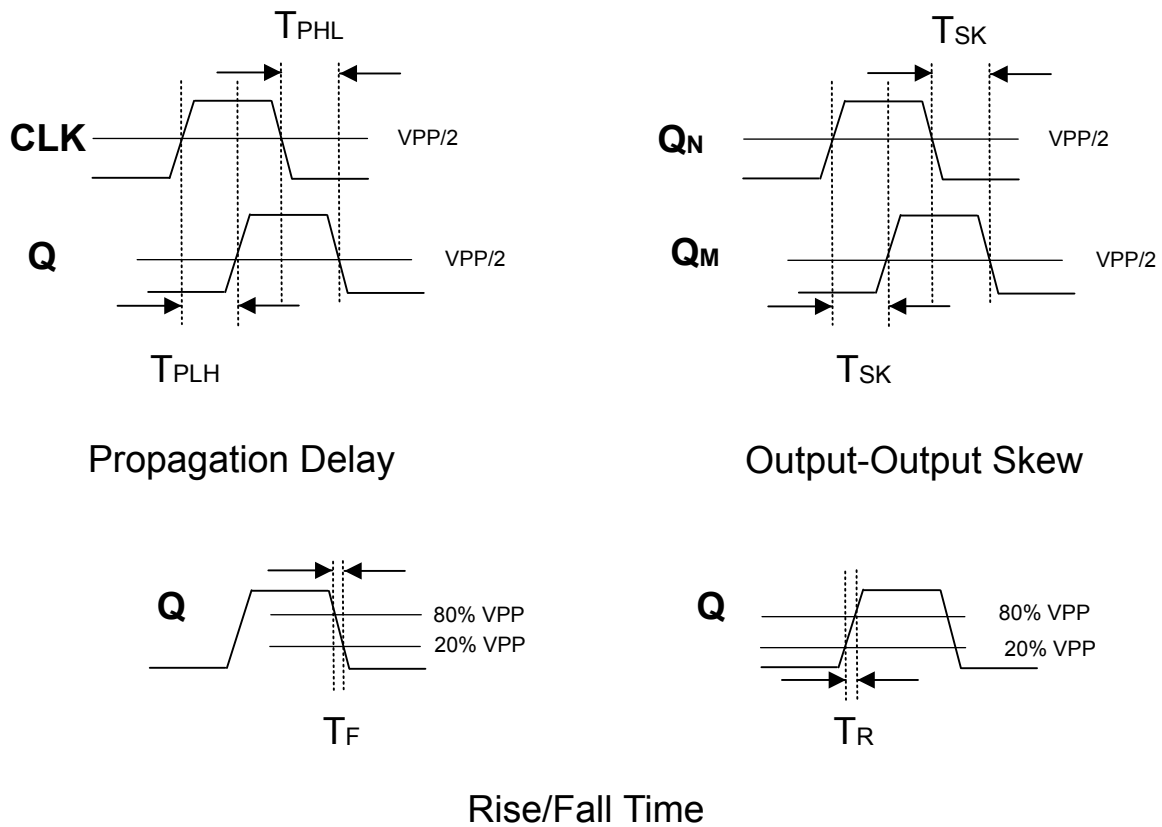 TPHL
CLK
VPP/2
Q
VPP/2
TPLH
Propagation Delay
TSK
QN
VPP/2
QM
VPP/2
TSK
Output-Output Skew
Q
80% VPP
20% VPP
TF
Q
80% VPP
20% VPP
TR
Rise/Fall Time